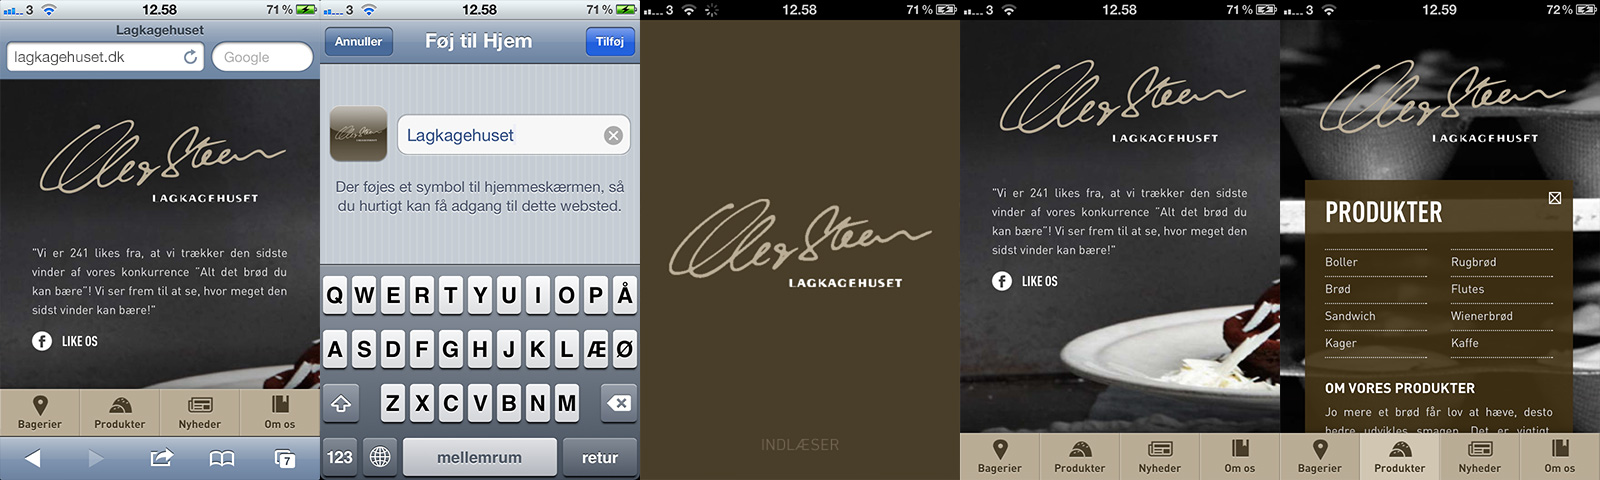 3 12.58 71 %
Lagkagehuset
lagkagehuset.dk
Google
Ole & Steen
LAGKAGEHUSET
"Vi er 241 likes fra, at vi trækker den sidste
vinder af vores konkurrence "Alt det brød du
kan bære"! Vi ser frem til at se, hvor meget den
sidst vinder kan bære!"
f LIKE OS
Bagerier Produkter Nyheder Om os
7
3 12.58 71 %
Annuller Føj til Hjem Tilføj
Lagkagehuset
Der føjes et symbol til hjemmeskærmen, så
du hurtigt kan få adgang til dette websted.
Q W E R T Y U I O P Å
A S D F G H J K L Æ Ø
Z X C V B N M
123 mellemrum retur
3 12.58 71 %
Ole & Steen
LAGKAGEHUSET
INDLÆSER
3 12.58 71 %
Ole & Steen
LAGKAGEHUSET
"Vi er 241 likes fra, at vi trækker den sidste
vinder af vores konkurrence "Alt det brød du
kan bære"! Vi ser frem til at se, hvor meget den
sidst vinder kan bære!"
f LIKE OS
Bagerier Produkter Nyheder Om os
3 12.59 72 %
Ole & Steen
LAGKAGEHUSET
PRODUKTER
Boller Rugbrød
Brød Flutes
Sandwich Wienerbrød
Kager Kaffe
OM VORES PRODUKTER
Jo mere et brød får lov at hæve, desto
bedre udvikles smagen. Det er vigtigt,
Bagerier Produkter Nyheder Om os